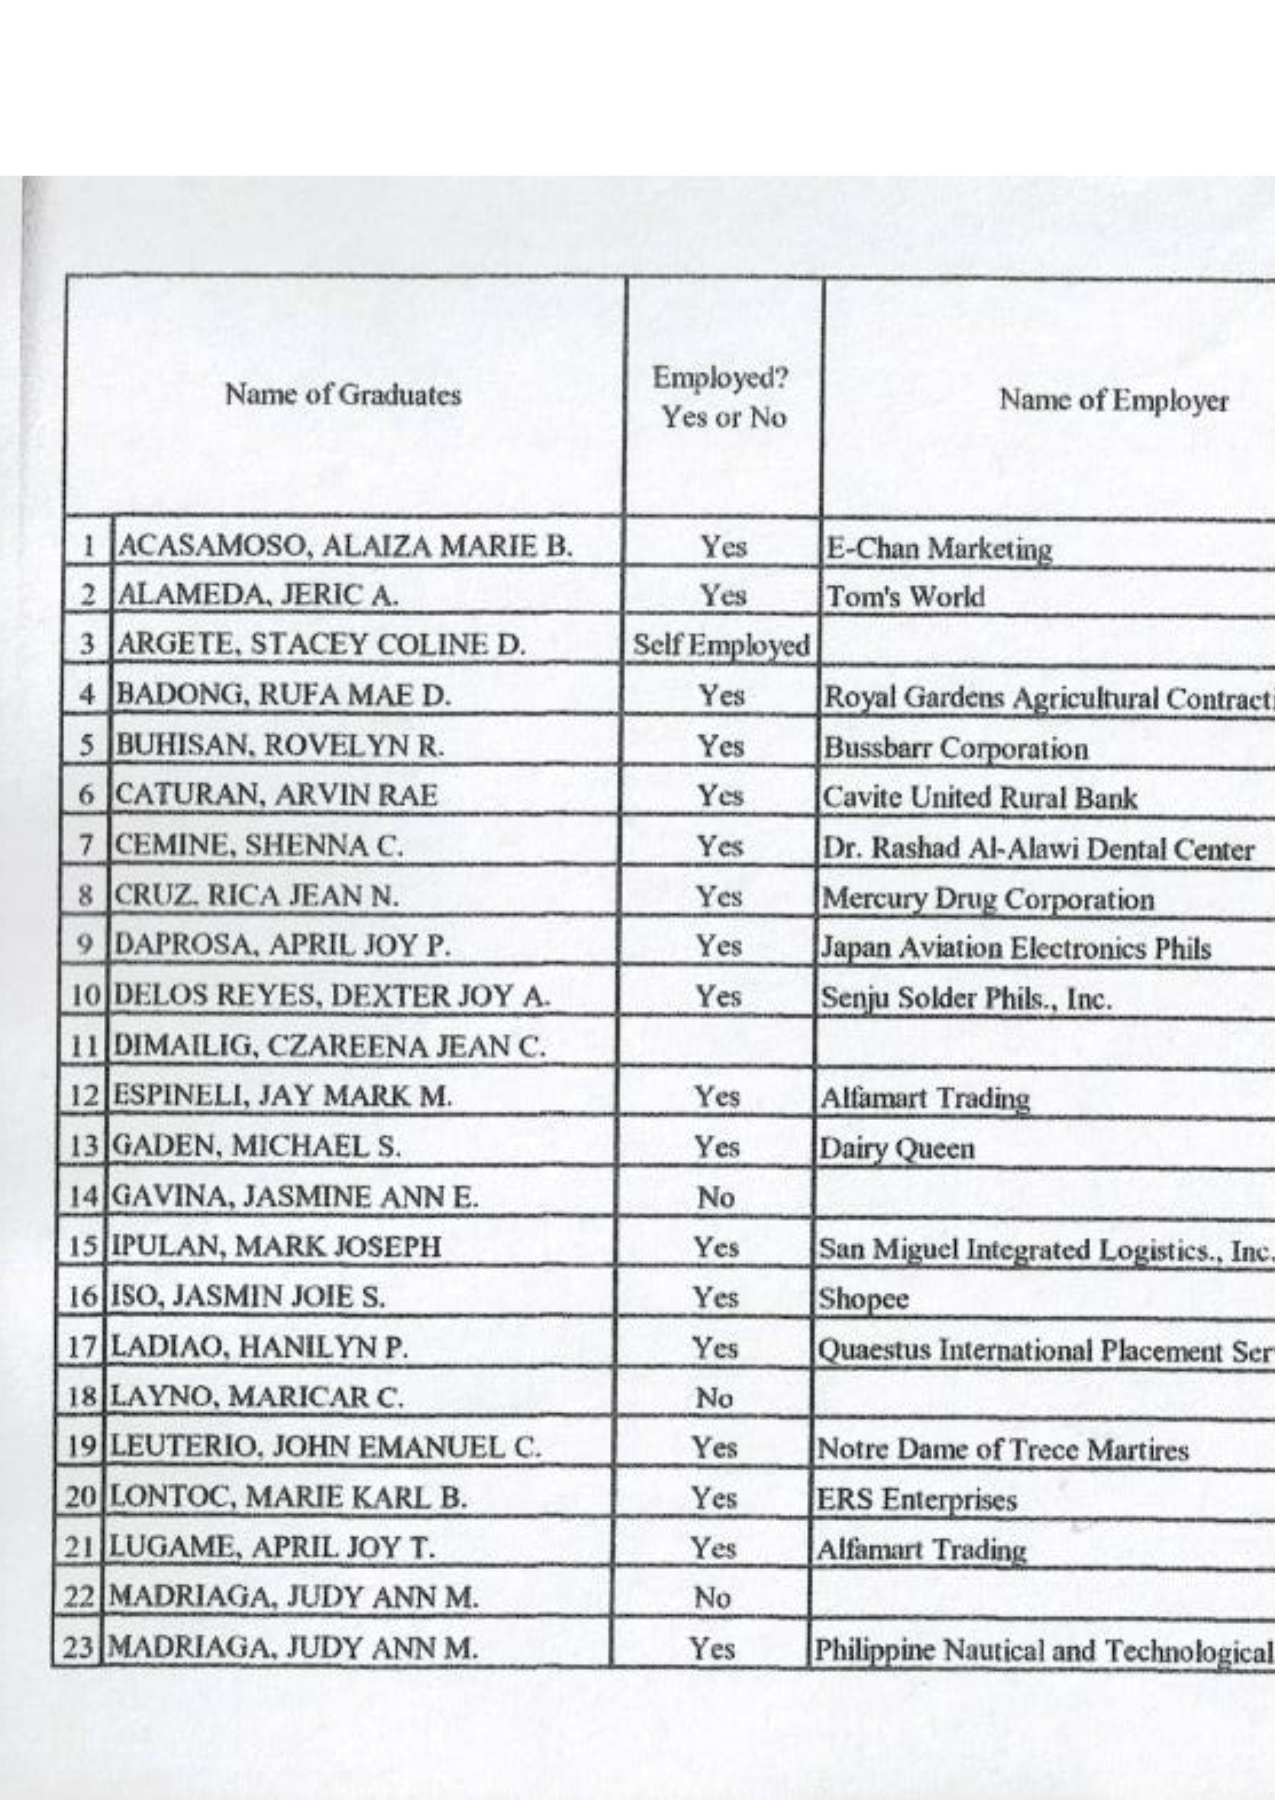 Name of Graduates Employed? Yes or No Name of Employer
1 ACASAMOSO, ALAIZA MARIE B. Yes E-Chan Marketing
2 ALAMEDA, JERIC A. Yes Tom's World
3 ARGETE, STACEY COLINE D. Self Employed
4 BADONG, RUFA MAE D. Yes Royal Gardens Agricultural Contract
5 BUHISAN, ROVELYN R. Yes Bussbarr Corporation
6 CATURAN, ARVIN RAE Yes Cavite United Rural Bank
7 CEMINE, SHENNA C. Yes Dr. Rashad Al-Alawi Dental Center
8 CRUZ, RICA JEAN N. Yes Mercury Drug Corporation
9 DAPROSA, APRIL JOY P. Yes Japan Aviation Electronics Phils
10 DELOS REYES, DEXTER JOY A. Yes Senju Solder Phils., Inc.
11 DIMAILIG, CZAREENA JEAN C.
12 ESPINELI, JAY MARK M. Yes Alfamart Trading
13 GADEN, MICHAEL S. Yes Dairy Queen
14 GAVINA, JASMINE ANN E. No
15 IPULAN, MARK JOSEPH Yes San Miguel Integrated Logistics., Inc.
16 ISO, JASMIN JOIE S. Yes Shopee
17 LADIAO, HANILYN P. Yes Quaestus International Placement Ser
18 LAYNO, MARICAR C. No
19 LEUTERIO, JOHN EMANUEL C. Yes Notre Dame of Trece Martires
20 LONTOC, MARIE KARL B. Yes ERS Enterprises
21 LUGAME, APRIL JOY T. Yes Alfamart Trading
22 MADRIAGA, JUDY ANN M. No
23 MADRIAGA, JUDY ANN M. Yes Philippine Nautical and Technological